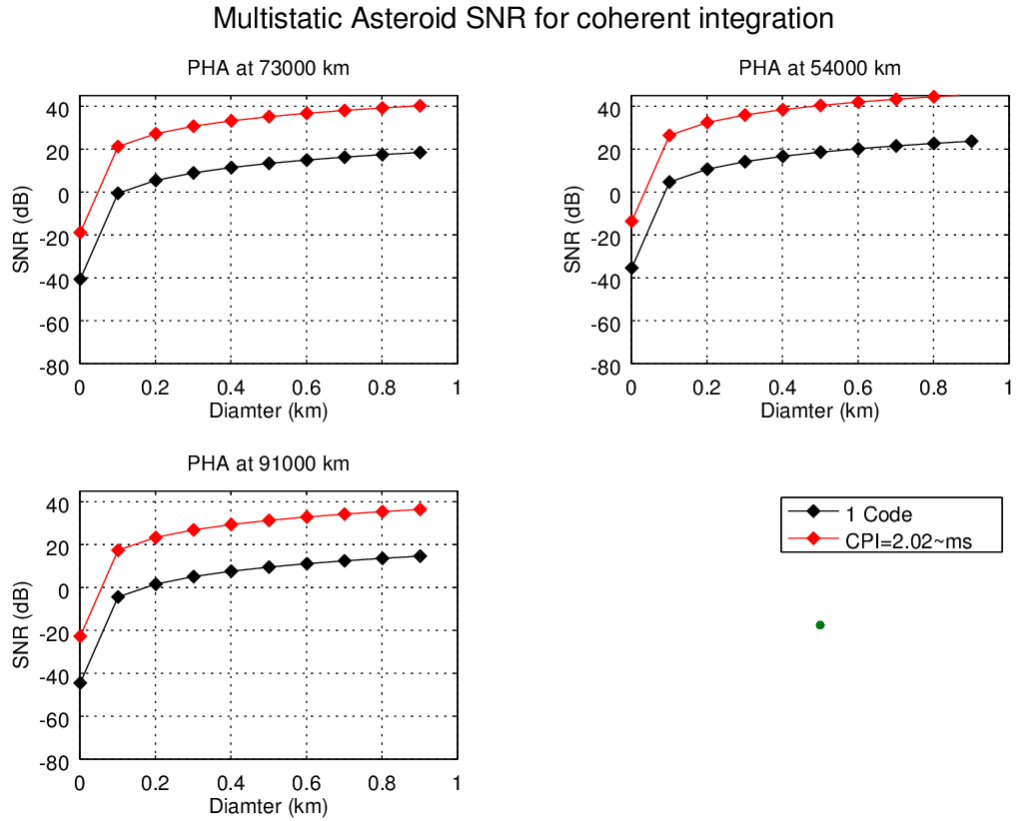 Multistatic Asteroid SNR for coherent integration
PHA at 73000 km
40
20
0
-20
-40
-60
-80
SNR (dB)
0 0.2 0.4 0.6 0.8 1
Diamter (km)
PHA at 54000 km
40
20
0
-20
-40
-60
-80
SNR (dB)
0 0.2 0.4 0.6 0.8 1
Diamter (km)
PHA at 91000 km
40
20
0
-20
-40
-60
-80
SNR (dB)
0 0.2 0.4 0.6 0.8 1
Diamter (km)
1 Code
CPI=2.02~ms